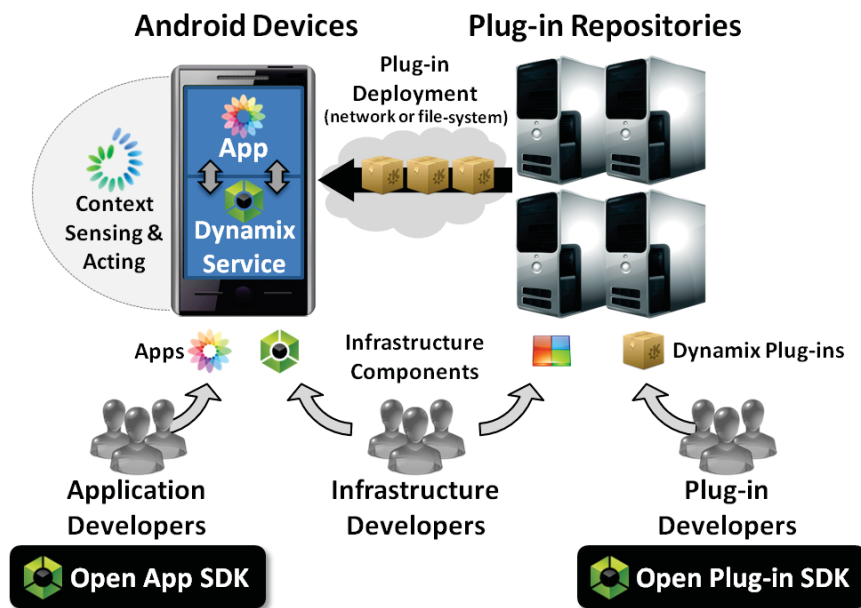 Android Devices
Plug-in Repositories
Plug-in
Deployment
(network or file-system)
App
Context
Sensing &
Acting
Dynamix
Service
Apps
Infrastructure
Components
Dynamix Plug-ins
Application
Developers
Infrastructure
Developers
Plug-in
Developers
Open App SDK
Open Plug-in SDK